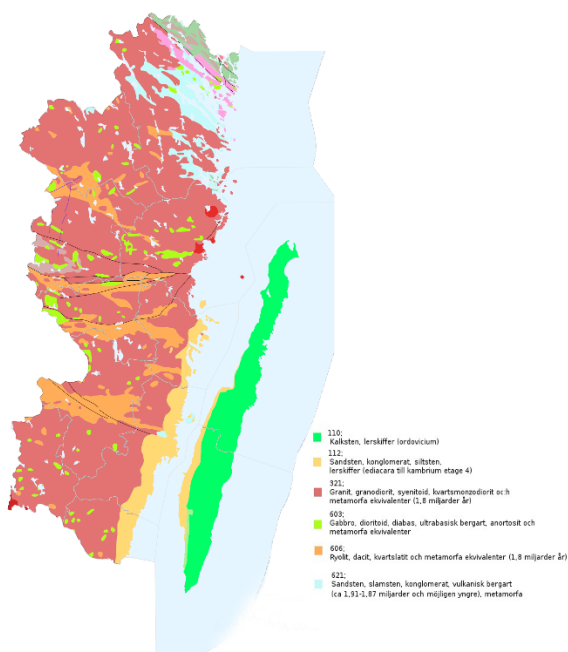 110;
Kalksten, lerskiffer (ordovicium)
112;
Sandsten, konglomerat, siltsten,
lerskiffer (ediacara till kambrium etage 4)
321;
Granit, granodiorit, syenitoid, kvartsmonzodiorit och
metamorfa ekvivalenter (1,8 miljarder år)
603;
Gabbro, dioritoid, diabas, ultrabasisk bergart, anortosit och
metamorfa ekvivalenter
606;
Ryolit, dacit, kvartslatit och metamorfa ekvivalenter (1,8 miljarder år)
621;
Sandsten, slamsten, konglomerat, vulkanisk bergart
(ca 1,91-1,87 miljarder och möjligen yngre), metamorfa